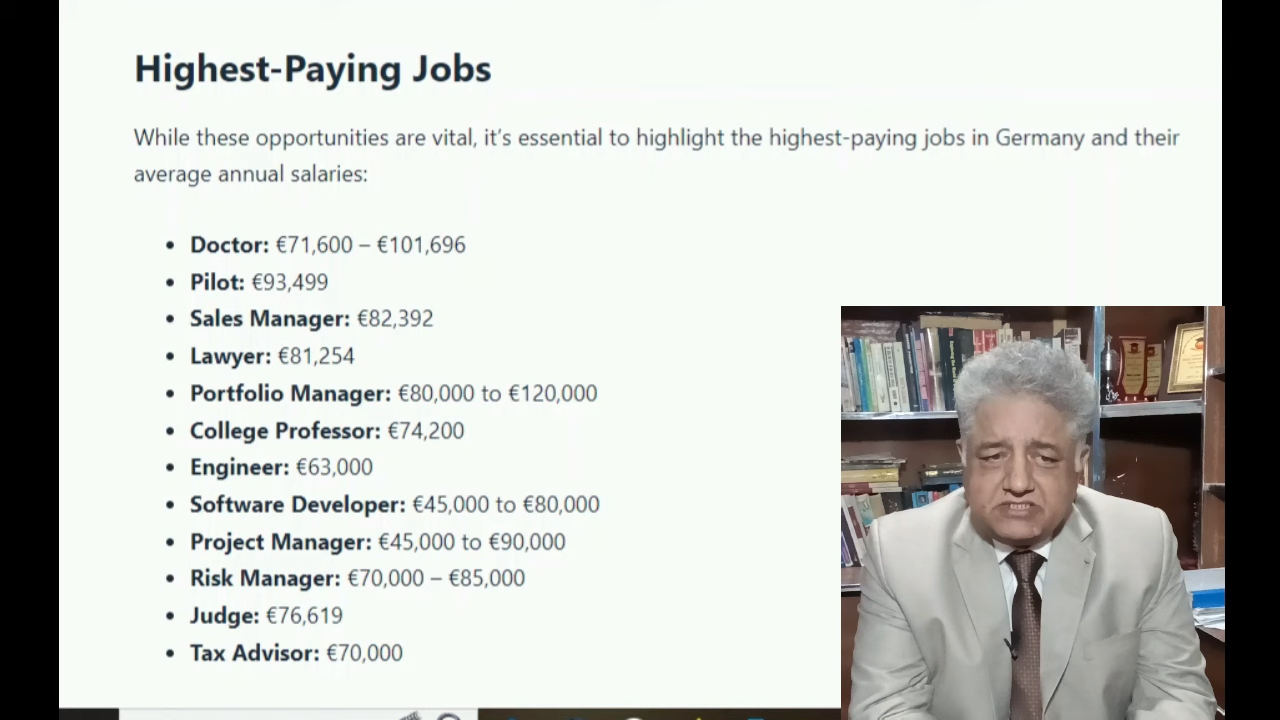 Highest-Paying Jobs
While these opportunities are vital, it's essential to highlight the highest-paying jobs in Germany and their
average annual salaries:
• Doctor: €71,600 – €101,696
• Pilot: €93,499
• Sales Manager: €82,392
• Lawyer: €81,254
• Portfolio Manager: €80,000 to €120,000
• College Professor: €74,200
• Engineer: €63,000
• Software Developer: €45,000 to €80,000
• Project Manager: €45,000 to €90,000
• Risk Manager: €70,000 – €85,000
• Judge: €76,619
• Tax Advisor: €70,000